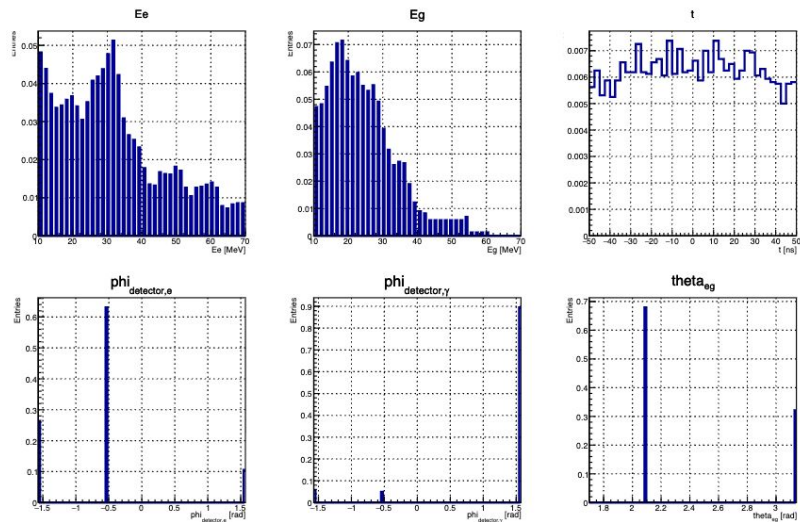 Ee
Entries
0.05
0.04
0.03
0.02
0.01
0
10 20 30 40 50 60 70
Ee [MeV]
Eg
Entries
0.07
0.06
0.05
0.04
0.03
0.02
0.01
0
10 20 30 40 50 60 70
Eg [MeV]
t
0.007
0.006
0.005
0.004
0.003
0.002
0.001
0
-50 -40 -30 -20 -10 0 10 20 30 40 50
t [ns]
phi detector,e
Entries
0.6
0.5
0.4
0.3
0.2
0.1
0
-1.5 -1 -0.5 0 0.5 1 1.5
phi detector,e [rad]
phi detector,γ
Entries
0.9
0.8
0.7
0.6
0.5
0.4
0.3
0.2
0.1
0
-1.5 -1 -0.5 0 0.5 1 1.5
phi detector,γ [rad]
theta eg
Entries
0.7
0.6
0.5
0.4
0.3
0.2
0.1
0
1.8 2 2.2 2.4 2.6 2.8 3
theta eg [rad]